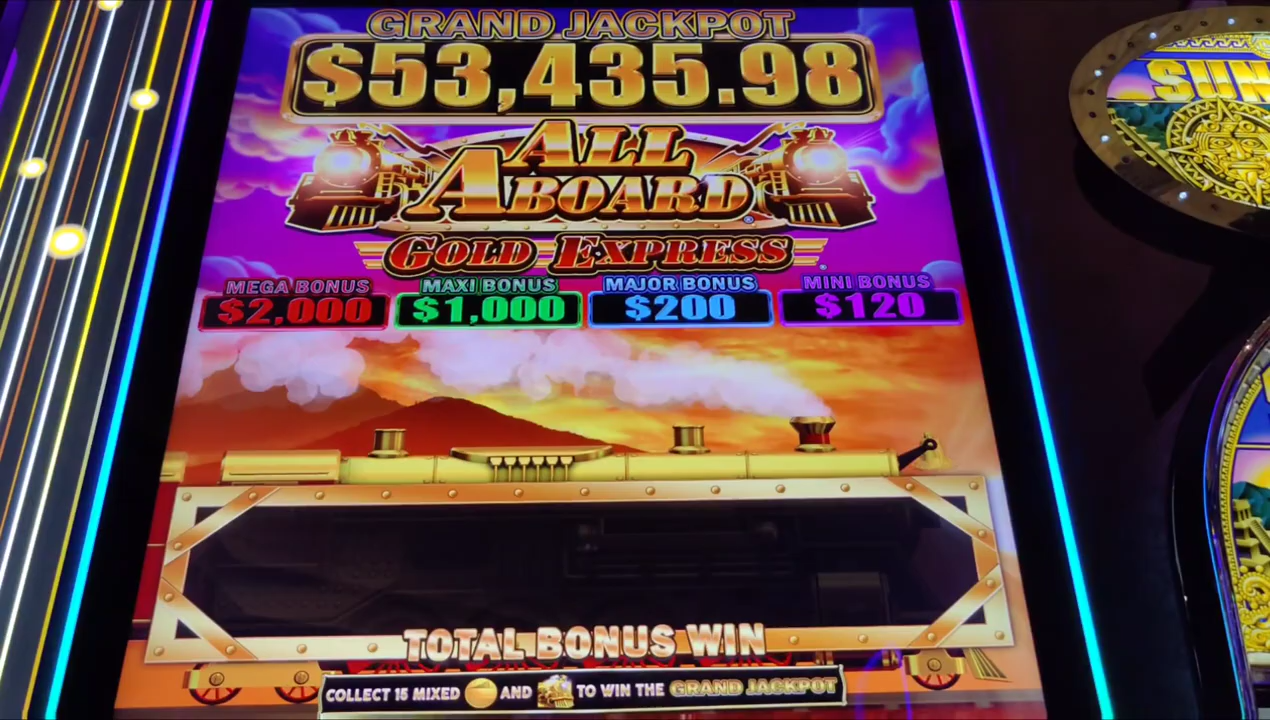 GRAND JACKPOT
$53,435.98
ALL
ABOARD®
GOLD EXPRESS®
MEGA BONUS MAXI BONUS MAJOR BONUS MINI BONUS
$2,000 $1,000 $200 $120
SUN
TOTAL BONUS WIN
COLLECT 15 MIXED AND TO WIN THE GRAND JACKPOT